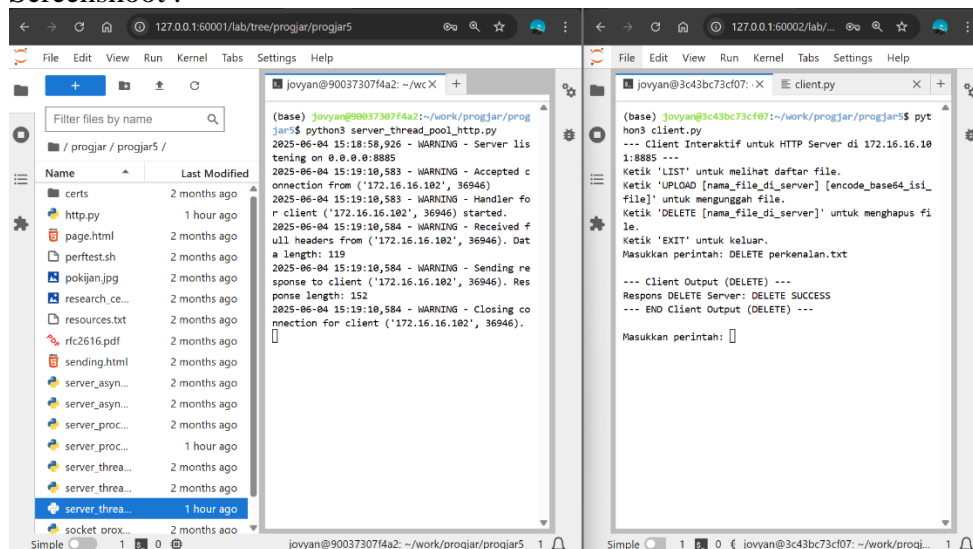 Screenshoot :
127.0.0.1:60001/lab/tree/progjar/progjar5
File Edit View Run Kernel Tabs Settings Help
Filter files by name
/ progjar / progjar5 /
Name Last Modified
certs 2 months ago
http.py 1 hour ago
page.html 2 months ago
perftest.sh 2 months ago
pokijan.jpg 2 months ago
research_ce... 2 months ago
resources.txt 2 months ago
rfc2616.pdf 2 months ago
sending.html 2 months ago
server_asyn... 2 months ago
server_asyn... 2 months ago
server_proc... 2 months ago
server_proc... 1 hour ago
server_threa... 2 months ago
server_threa... 2 months ago
server_threa... 1 hour ago
socket_prox... 2 months ago
jovyan@90037307f4a2: ~/wc
(base) jovyan@90037307f4a2:~/work/progjar/prog
jar5$ python3 server_thread_pool_http.py
2025-06-04 15:18:58,926 - WARNING - Server lis
tening on 0.0.0.0:8885
2025-06-04 15:19:10,583 - WARNING - Accepted c
onnection from ('172.16.16.102', 36946)
2025-06-04 15:19:10,583 - WARNING - Handler fo
r client ('172.16.16.102', 36946) started.
2025-06-04 15:19:10,584 - WARNING - Received f
ull headers from ('172.16.16.102', 36946). Dat
a length: 119
2025-06-04 15:19:10,584 - WARNING - Sending re
sponse to client ('172.16.16.102', 36946). Res
ponse length: 152
2025-06-04 15:19:10,584 - WARNING - Closing co
nnection for client ('172.16.16.102', 36946).
Simple 1 0 jovyan@90037307f4a2: ~/work/progjar/progjar5 1
127.0.0.1:60002/lab/...
File Edit View Run Kernel Tabs Settings Help
jovyan@3c43bc73cf07: client.py
(base) jovyan@3c43bc73cf07:~/work/progjar/progjar5$ pyt
hon3 client.py
--- Client Interaktif untuk HTTP Server di 172.16.16.10
1:8885 ---
Ketik 'LIST' untuk melihat daftar file.
Ketik 'UPLOAD [nama_file_di_server] [encode_base64_isi_
file]' untuk mengunggah file.
Ketik 'DELETE [nama_file_di_server]' untuk menghapus fi
le.
Ketik 'EXIT' untuk keluar.
Masukkan perintah: DELETE perkenalan.txt
--- Client Output (DELETE) ---
Respons DELETE Server: DELETE SUCCESS
--- END Client Output (DELETE) ---
Masukkan perintah:
Simple 1 0 jovyan@3c43bc73cf07: ~/work/progj... 1